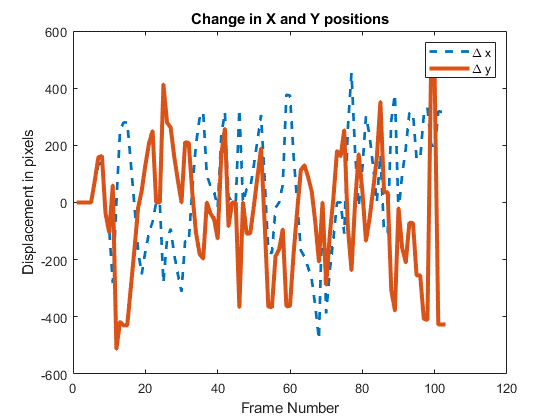 Change in X and Y positions
600
400
200
0
-200
-400
-600
Displacement in pixels
Δ x
Δ y
0
20
40
60
80
100
120
Frame Number